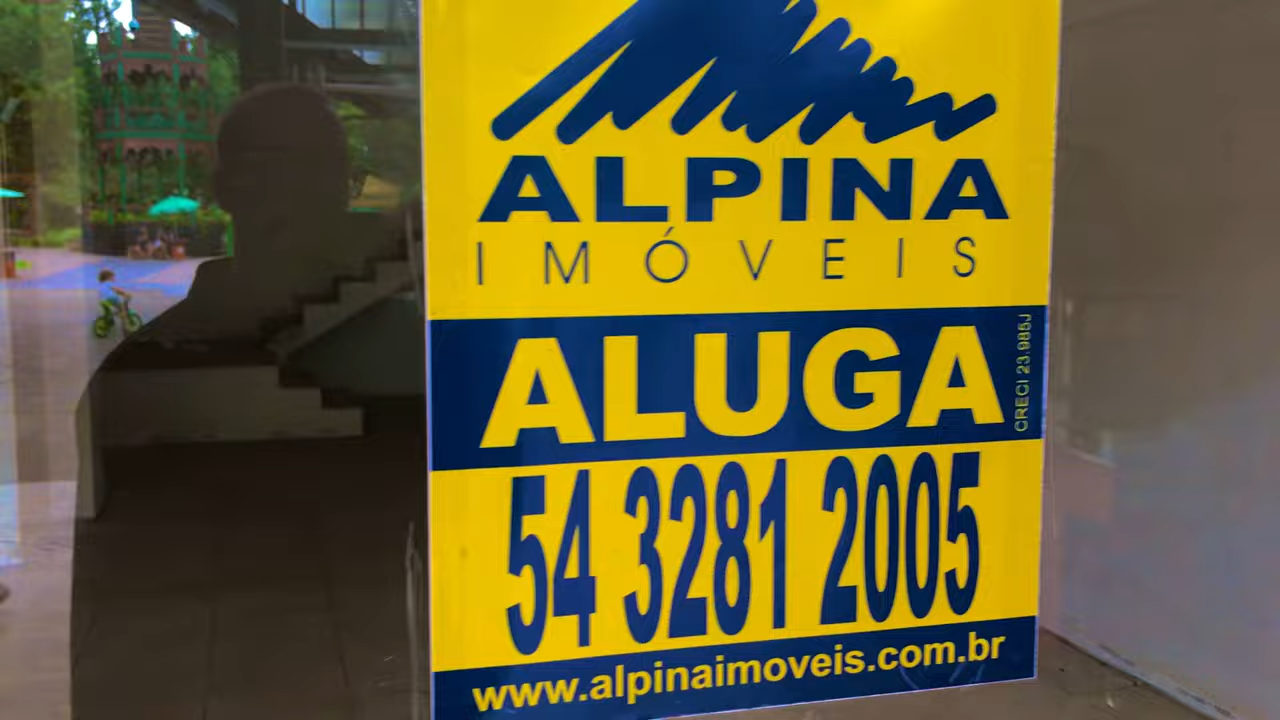 ALPINA
IMÓVEIS
ALUGA
CRECI 23.985J
54 3281 2005
www.alpinaimoveis.com.br